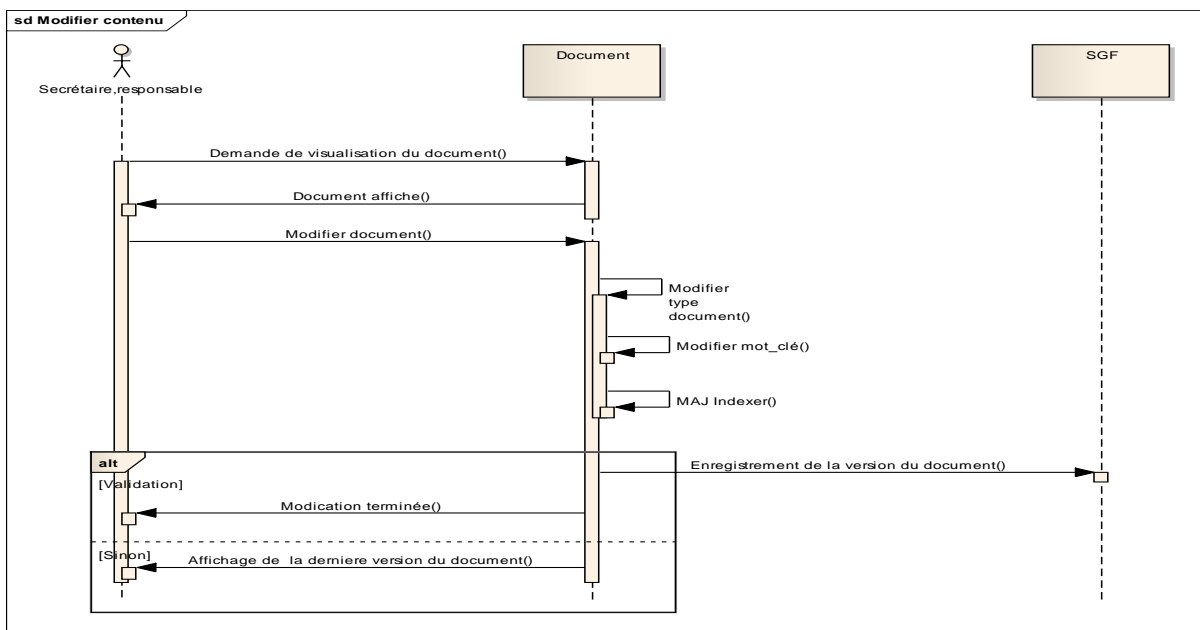 sd Modifier contenu
Secrétaire,responsable
Document
SGF
Demande de visualisation du document()
Document affiche()
Modifier document()
Modifier
type
document()
Modifier mot_clé()
MAJ Indexer()
alt
[Validation]
Enregistrement de la version du document()
Modication terminée()
[Sinon]
Affichage de la derniere version du document()